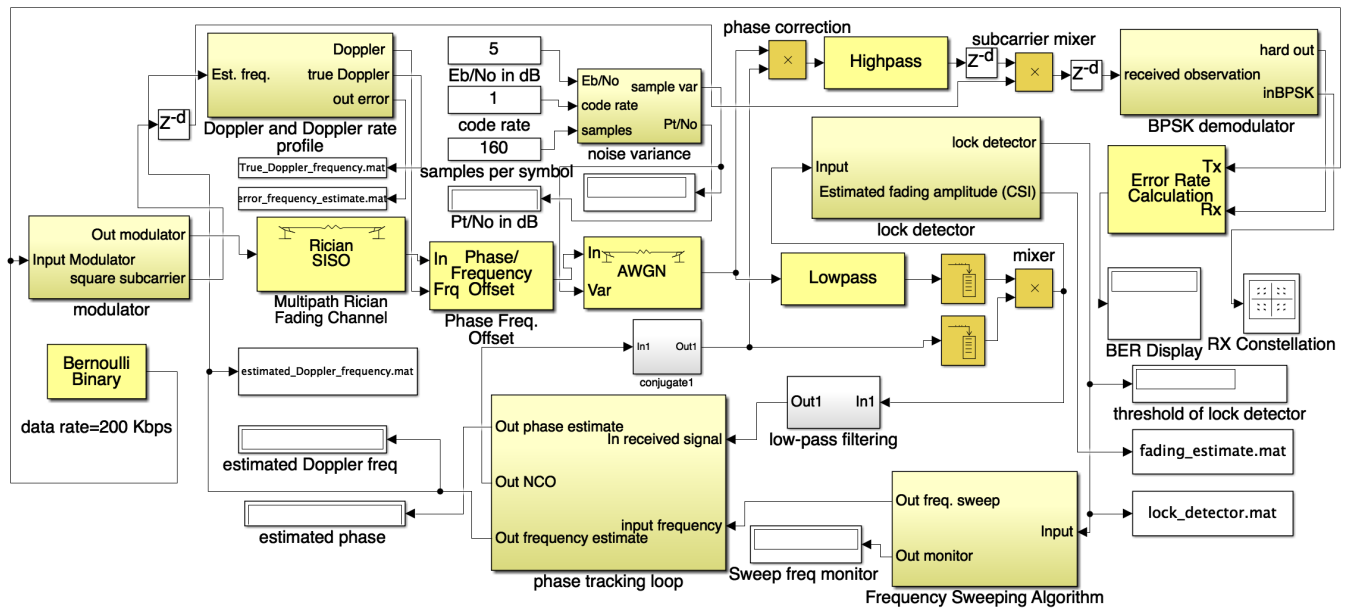 phase correction
subcarrier mixer
Doppler
Est. freq.
true Doppler
out error
Doppler and Doppler rate
profile
Z-d
True_Doppler_frequency.mat
error_frequency_estimate.mat
5
Eb/No in dB
1
code rate
160
samples per symbol
Eb/No
sample var
code rate
Pt/No
samples
noise variance
Pt/No in dB
×
Highpass
Z-d
×
Z-d
hard out
received observation
inBPSK
BPSK demodulator
lock detector
Input
Estimated fading amplitude (CSI)
lock detector
Tx
Error Rate
Calculation
Rx
Out modulator
Input Modulator
square subcarrier
modulator
Rician
SISO
Multipath Rician
Fading Channel
In
Phase/
Frequency
Frq
Offset
Phase Freq.
Offset
In
AWGN
Var
Lowpass
mixer
×
In1
Out1
conjugate1
BER Display
RX Constellation
Bernoulli
Binary
data rate=200 Kbps
estimated_Doppler_frequency.mat
estimated Doppler freq
estimated phase
Out phase estimate
In received signal
Out NCO
input frequency
Out frequency estimate
phase tracking loop
Out1
In1
low-pass filtering
threshold of lock detector
fading_estimate.mat
lock_detector.mat
Out freq. sweep
Input
Out monitor
Sweep freq monitor
Frequency Sweeping Algorithm